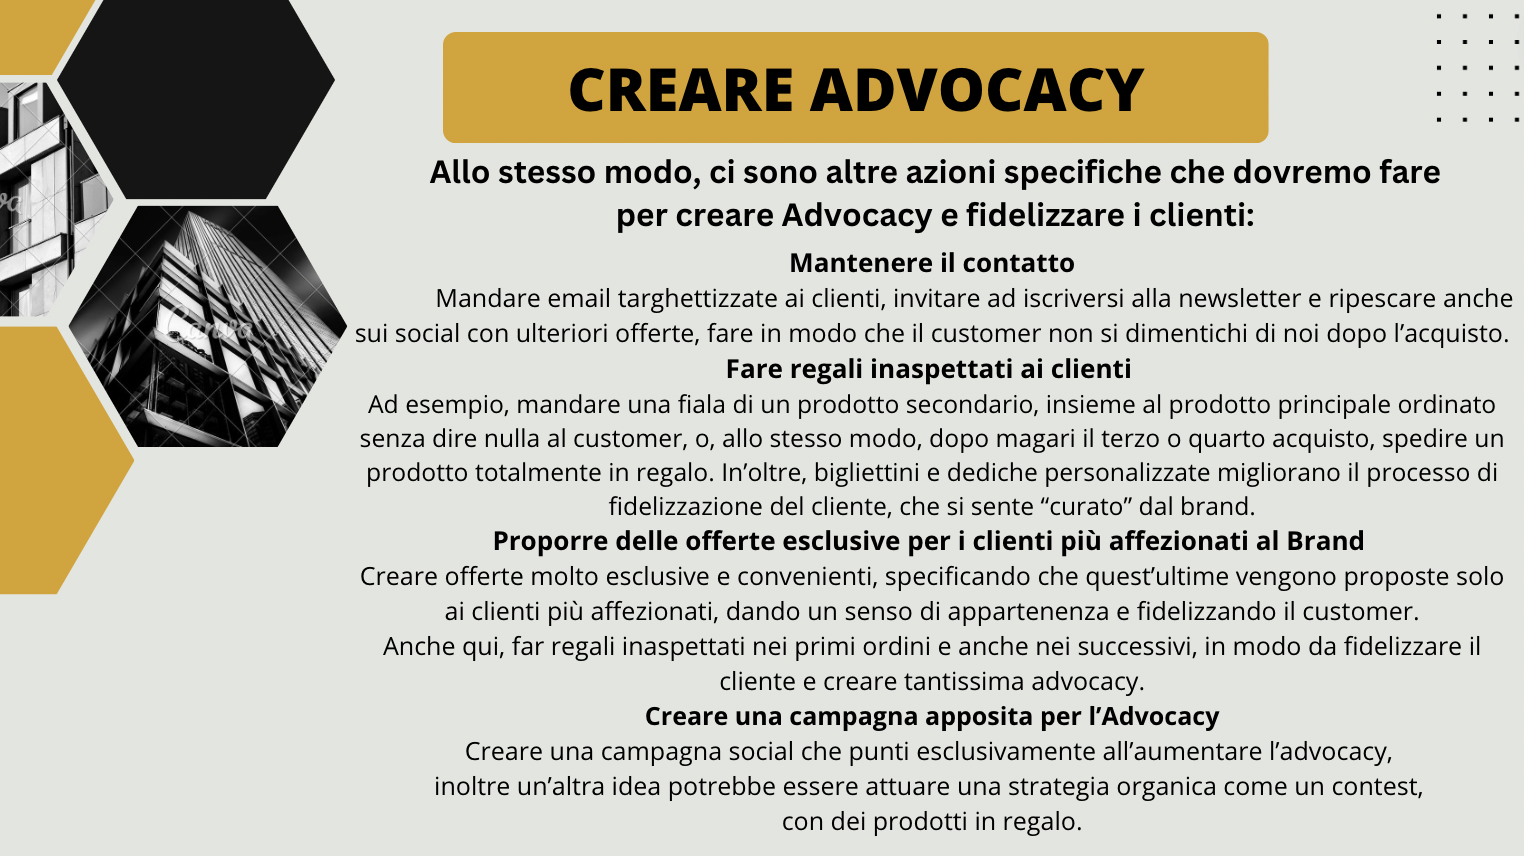 CREARE ADVOCACY
Allo stesso modo, ci sono altre azioni specifiche che dovremo fare
per creare Advocacy e fidelizzare i clienti:
Mantenere il contatto
Mandare email targhettizzate ai clienti, invitare ad iscriversi alla newsletter e ripescare anche
sui social con ulteriori offerte, fare in modo che il customer non si dimentichi di noi dopo l’acquisto.
Fare regali inaspettati ai clienti
Ad esempio, mandare una fiala di un prodotto secondario, insieme al prodotto principale ordinato
senza dire nulla al customer, o, allo stesso modo, dopo magari il terzo o quarto acquisto, spedire un
prodotto totalmente in regalo. In’oltre, bigliettini e dediche personalizzate migliorano il processo di
fidelizzazione del cliente, che si sente “curato” dal brand.
Proporre delle offerte esclusive per i clienti più affezionati al Brand
Creare offerte molto esclusive e convenienti, specificando che quest’ultime vengono proposte solo
ai clienti più affezionati, dando un senso di appartenenza e fidelizzando il customer.
Anche qui, far regali inaspettati nei primi ordini e anche nei successivi, in modo da fidelizzare il
cliente e creare tantissima advocacy.
Creare una campagna apposita per l’Advocacy
Creare una campagna social che punti esclusivamente all’aumentare l’advocacy,
inoltre un’altra idea potrebbe essere attuare una strategia organica come un contest,
con dei prodotti in regalo.
Canva